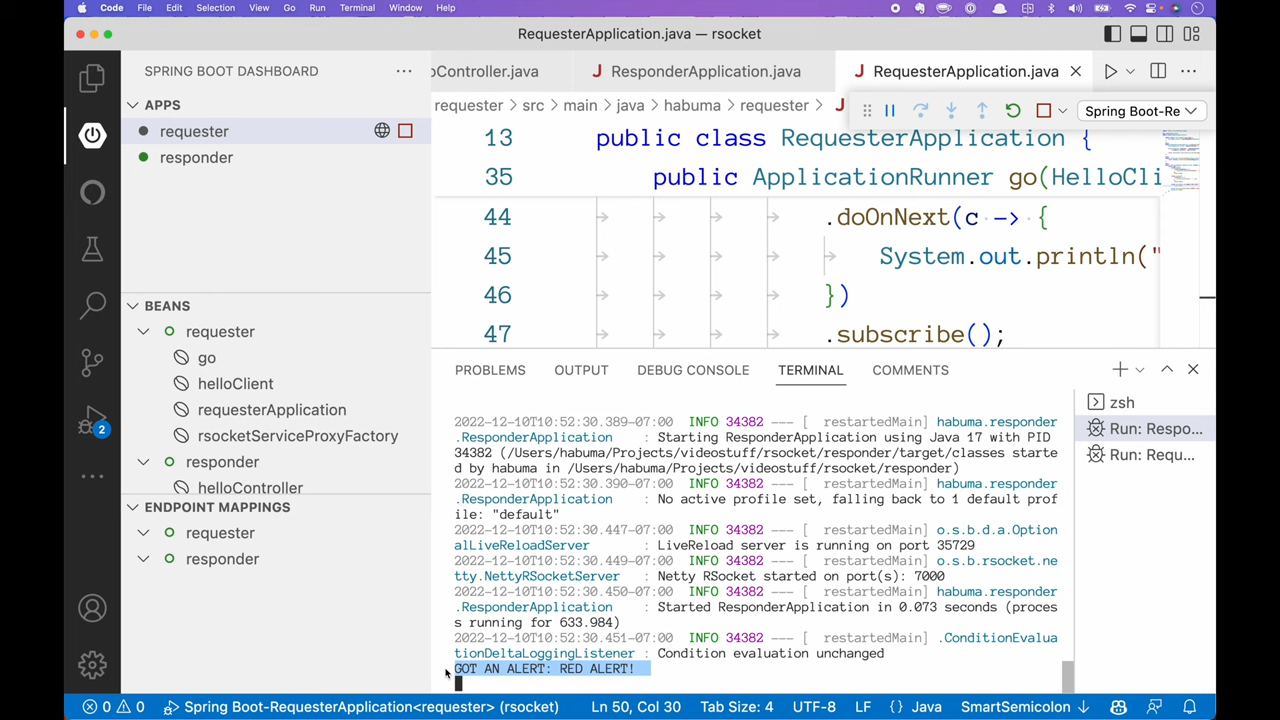 Code File Edit Selection View Go Run Terminal Window Help
RequesterApplication.java — rsocket
SPRING BOOT DASHBOARD
APPS
requester
responder
BEANS
requester
go
helloClient
requesterApplication
rsocketServiceProxyFactory
responder
helloController
ENDPOINT MAPPINGS
requester
responder
2
oController.java
J ResponderApplication.java
J RequesterApplication.java
requester > src > main > java > habuma > requester > J
Spring Boot-Re
13 public class RequesterApplication {
35 public ApplicationRunner go(HelloCli
44 .doOnNext(c -> {
45 System.out.println("
46 })
47 .subscribe();
PROBLEMS OUTPUT DEBUG CONSOLE TERMINAL COMMENTS
2022-12-10T10:52:30.389-07:00 INFO 34382 --- [ restartedMain] habuma.responder
.ResponderApplication : Starting ResponderApplication using Java 17 with PID
34382 (/Users/habuma/Projects/videostuff/rsocket/responder/target/classes starte
d by habuma in /Users/habuma/Projects/videostuff/rsocket/responder)
2022-12-10T10:52:30.390-07:00 INFO 34382 --- [ restartedMain] habuma.responder
.ResponderApplication : No active profile set, falling back to 1 default prof
ile: "default"
2022-12-10T10:52:30.447-07:00 INFO 34382 --- [ restartedMain] o.s.b.d.a.Option
alLiveReloadServer : LiveReload server is running on port 35729
2022-12-10T10:52:30.449-07:00 INFO 34382 --- [ restartedMain] o.s.b.rsocket.ne
tty.NettyRSocketServer : Netty RSocket started on port(s): 7000
2022-12-10T10:52:30.450-07:00 INFO 34382 --- [ restartedMain] habuma.responder
.ResponderApplication : Started ResponderApplication in 0.073 seconds (proces
s running for 633.984)
2022-12-10T10:52:30.451-07:00 INFO 34382 --- [ restartedMain] .ConditionEvalua
tionDeltaLoggingListener : Condition evaluation unchanged
GOT AN ALERT: RED ALERT!
zsh
Run: Respo...
Run: Requ...
0 0 Spring Boot-RequesterApplication<requester> (rsocket) Ln 50, Col 30 Tab Size: 4 UTF-8 LF {} Java SmartSemicolon ↓